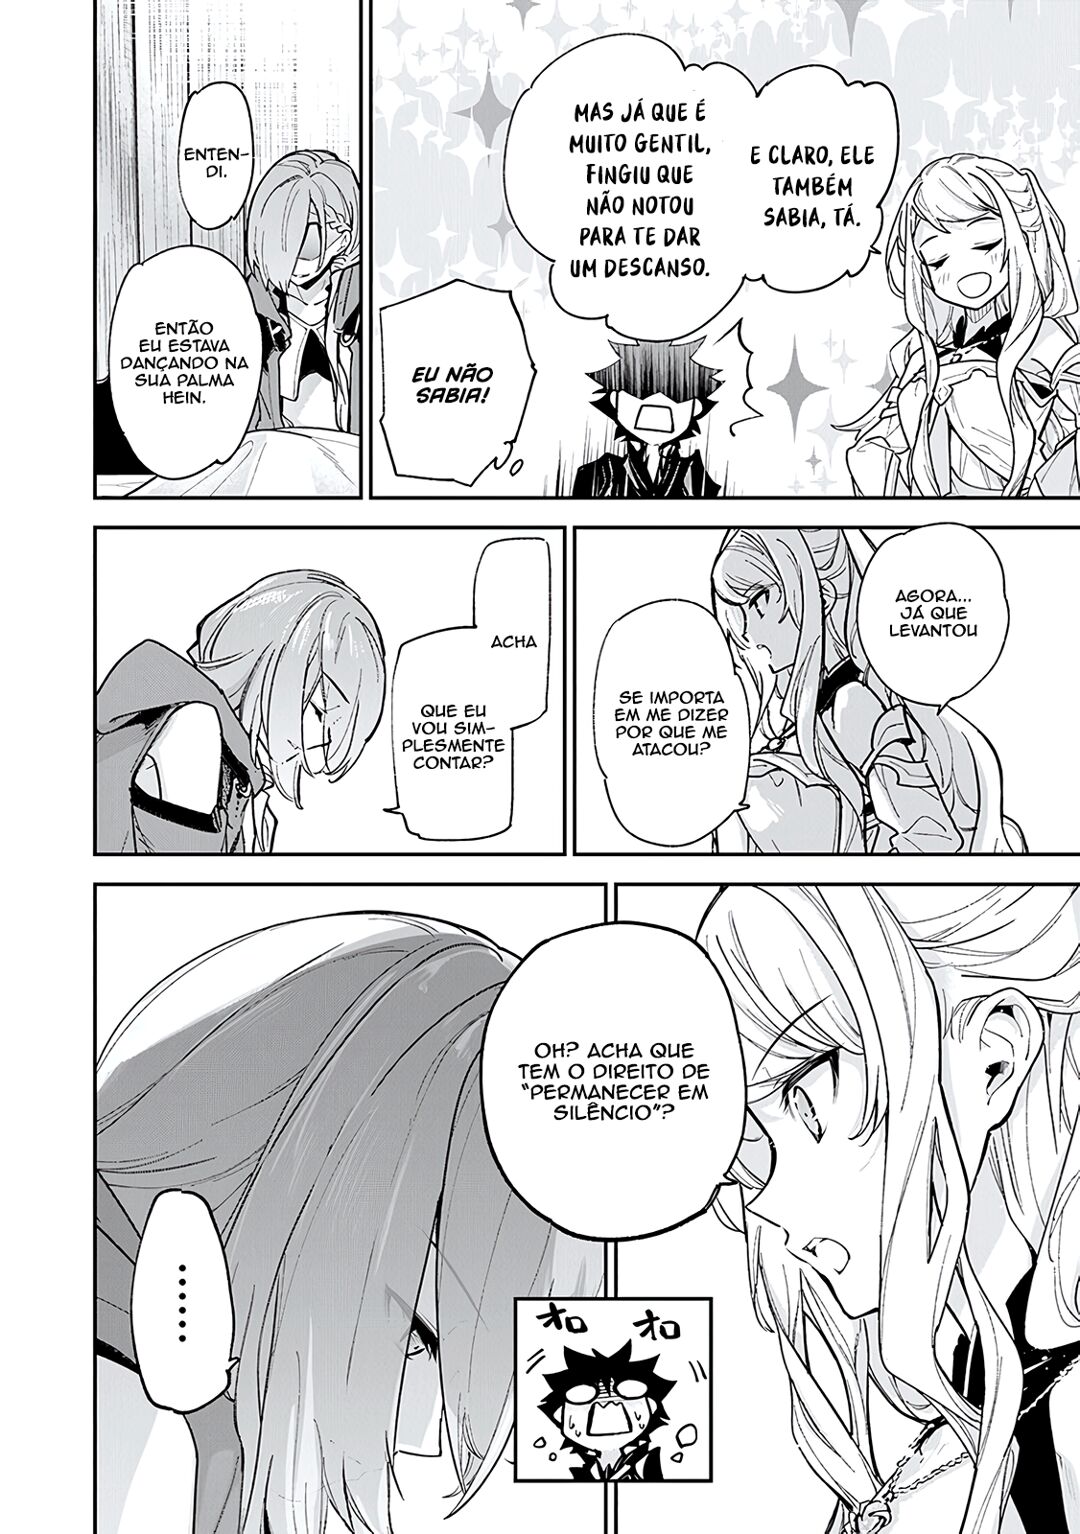 E CLARO, ELE
TAMBÉM
SABIA, TÁ.
MAS JÁ QUE É
MUITO GENTIL,
FINGIU QUE
NÃO NOTOU
PARA TE DAR
UM DESCANSO.
EU NÃO
SABIA!
ENTEN-
DI.
ENTÃO
EU ESTAVA
DANÇANDO NA
SUA PALMA
HEIN.
AGORA...
JÁ QUE
LEVANTOU
SE IMPORTA
EM ME DIZER
POR QUE ME
ATACOU?
ACHA
QUE EU
VOU SIM-
PLESMENTE
CONTAR?
OH? ACHA QUE
TEM O DIREITO DE
"PERMANECER EM
SILÊNCIO"?
オロ オロ
......